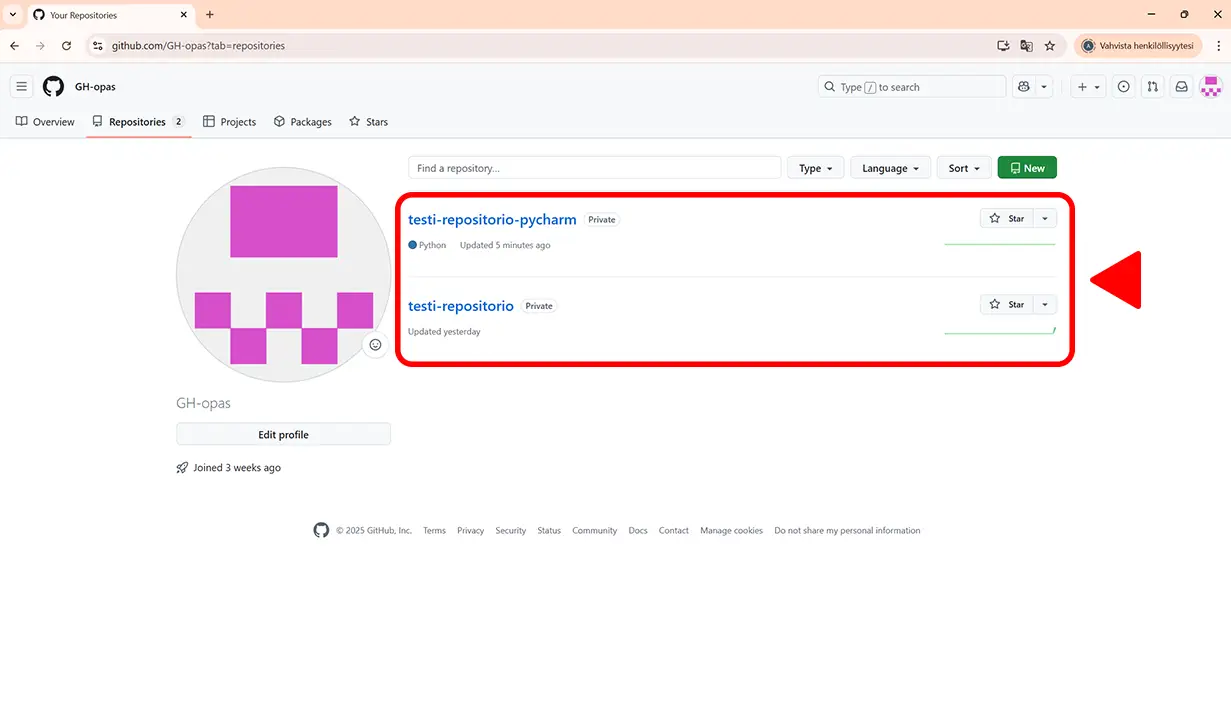 Your Repositories
github.com/GH-opas?tab=repositories
Vahvista henkilöllisyytesi
GH-opas
Type / to search
Overview
Repositories 2
Projects
Packages
Stars
Find a repository...
Type
Language
Sort
New
testi-repositorio-pycharm Private
Star
Python Updated 5 minutes ago
testi-repositorio Private
Star
Updated yesterday
GH-opas
Edit profile
Joined 3 weeks ago
© 2025 GitHub, Inc. Terms Privacy Security Status Community Docs Contact Manage cookies Do not share my personal information